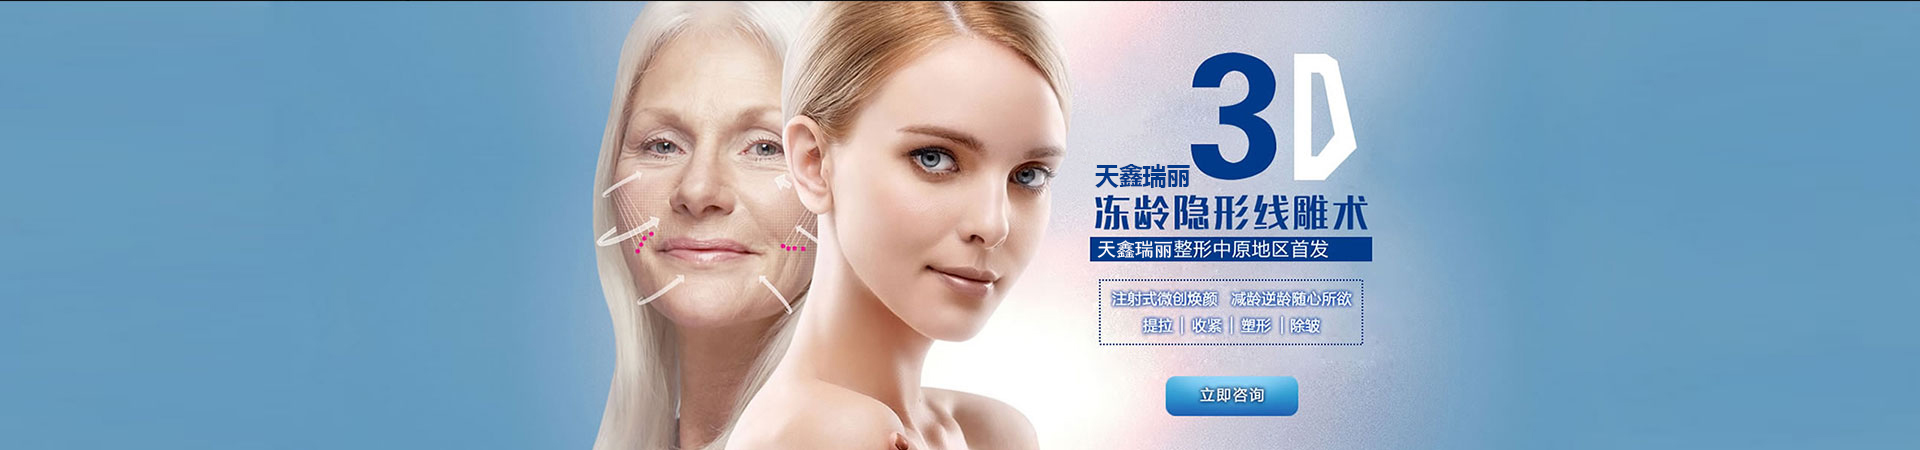 3D
天鑫瑞丽
冻龄隐形线雕术
天鑫瑞丽整形中原地区首发
注射式微创焕颜 减龄逆龄随心所欲
提拉|收紧|塑形|除皱
立即咨询